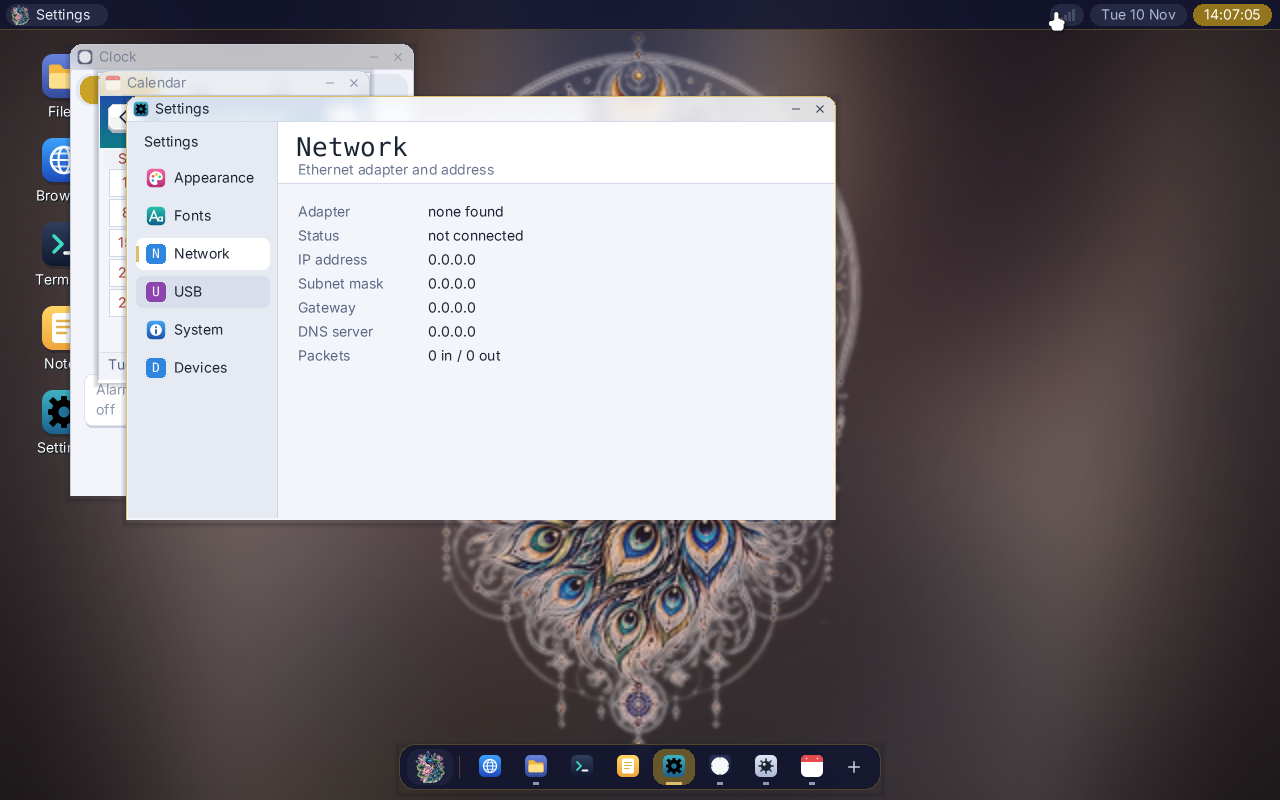 Settings
Tue 10 Nov
14:07:05
Clock
Calendar
Settings
Settings
Appearance
Fonts
N Network
U USB
System
D Devices
Network
Ethernet adapter and address
Adapter none found
Status not connected
IP address 0.0.0.0
Subnet mask 0.0.0.0
Gateway 0.0.0.0
DNS server 0.0.0.0
Packets 0 in / 0 out
off